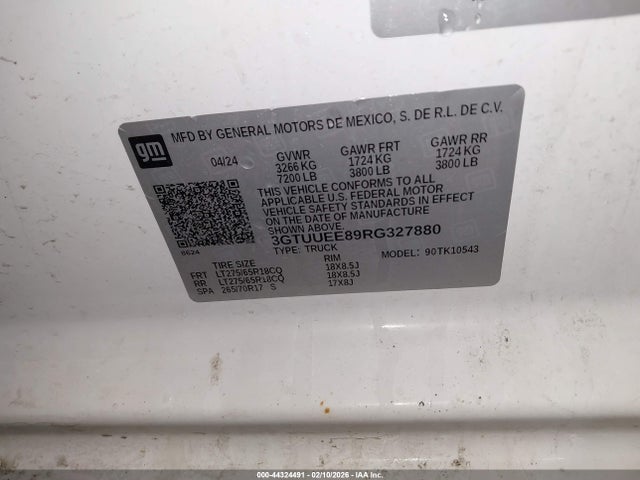 gm
MFD BY GENERAL MOTORS DE MEXICO, S. DE R.L. DE C.V.
04/24 GVWR GAWR FRT GAWR RR
3266 KG 1724 KG 1724 KG
7200 LB 3800 LB 3800 LB
THIS VEHICLE CONFORMS TO ALL
APPLICABLE U.S. FEDERAL MOTOR
VEHICLE SAFETY STANDARDS IN EFFECT
ON THE DATE OF MANUFACTURE
SHOWN ABOVE.
3GTUUEE89RG327880
TYPE: TRUCK MODEL: 90TK10543
8624
TIRE SIZE RIM
FRT LT275/65R18CQ 18X8.5J
RR LT275/65R18CQ 18X8.5J
SPA 265/70R17 S 17X8J
000-44324491 - 02/10/2026 - IAA Inc.